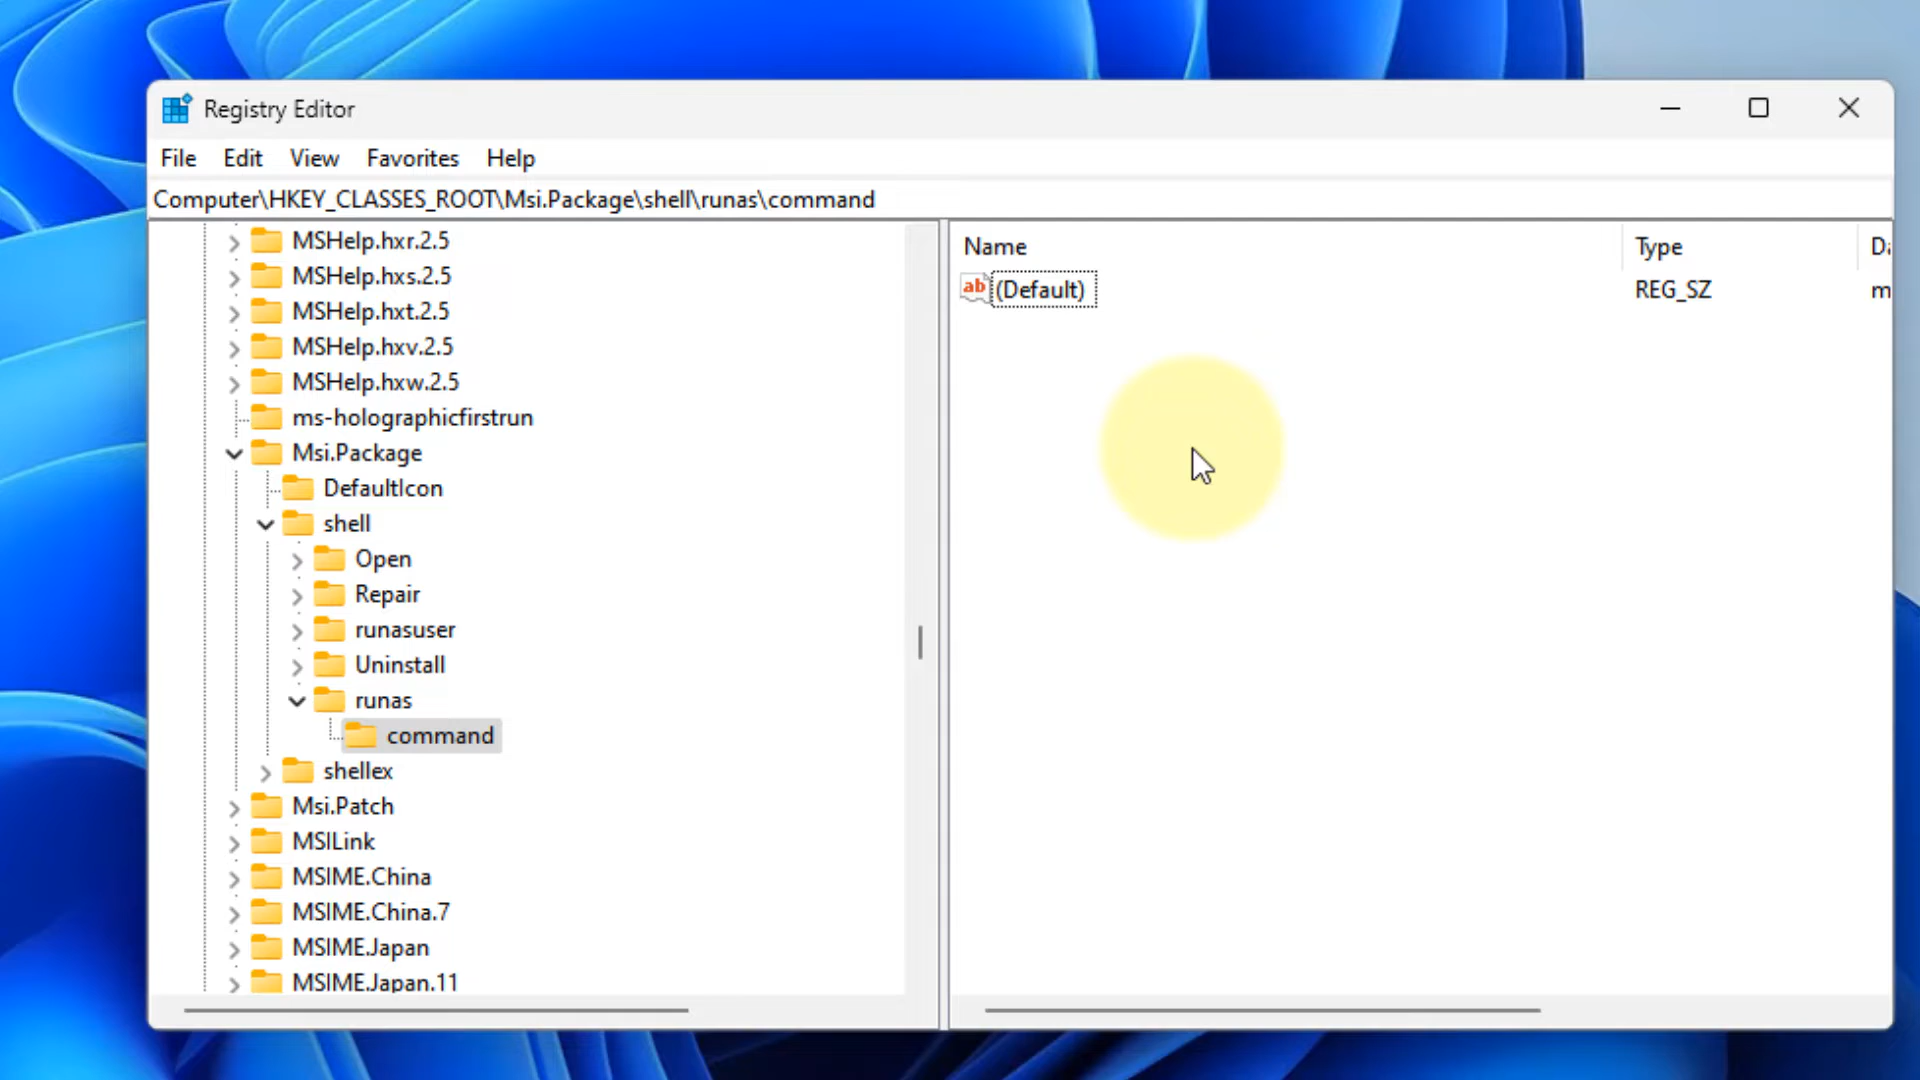 Registry Editor
File Edit View Favorites Help
Computer\HKEY_CLASSES_ROOT\Msi.Package\shell\runas\command
MSHelp.hxr.2.5
MSHelp.hxs.2.5
MSHelp.hxt.2.5
MSHelp.hxv.2.5
MSHelp.hxw.2.5
ms-holographicfirstrun
Msi.Package
DefaultIcon
shell
Open
Repair
runasuser
Uninstall
runas
command
shellex
Msi.Patch
MSILink
MSIME.China
MSIME.China.7
MSIME.Japan
MSIME.Japan.11
Name Type
ab (Default) REG_SZ m